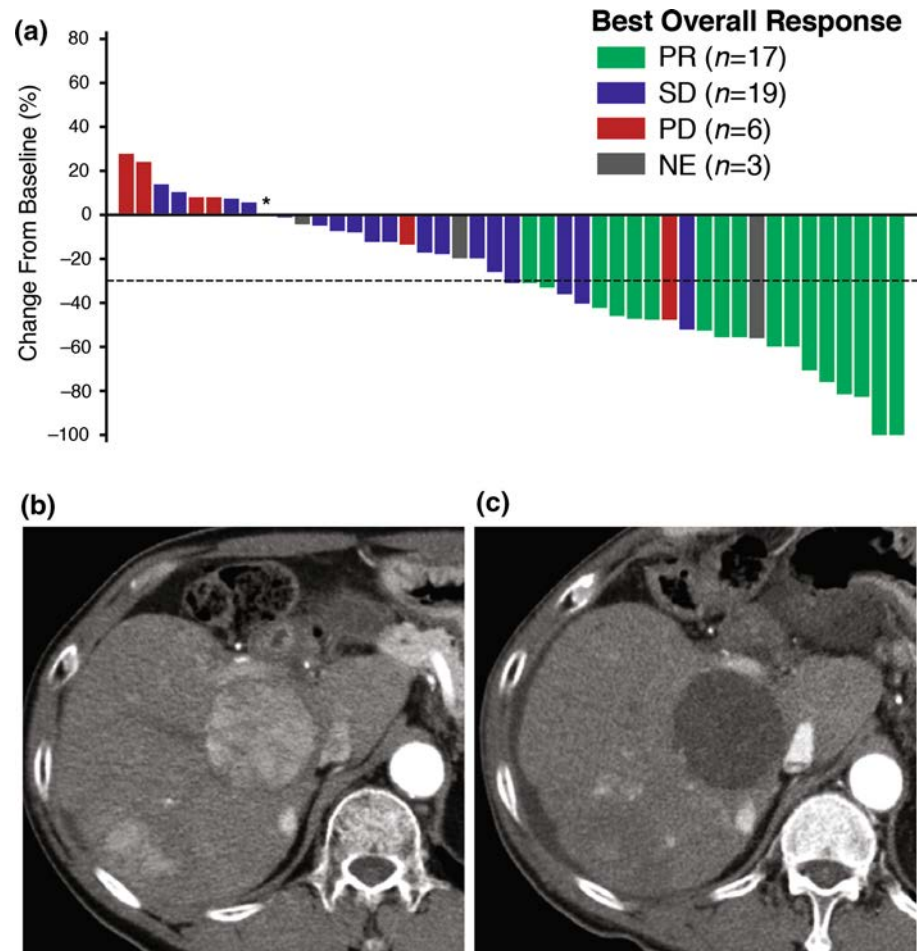 (a)
Best Overall Response
PR (n=17)
SD (n=19)
PD (n=6)
NE (n=3)
Change From Baseline (%)
80
60
40
20
0
–20
–40
–60
–80
–100
*
(b)
(c)